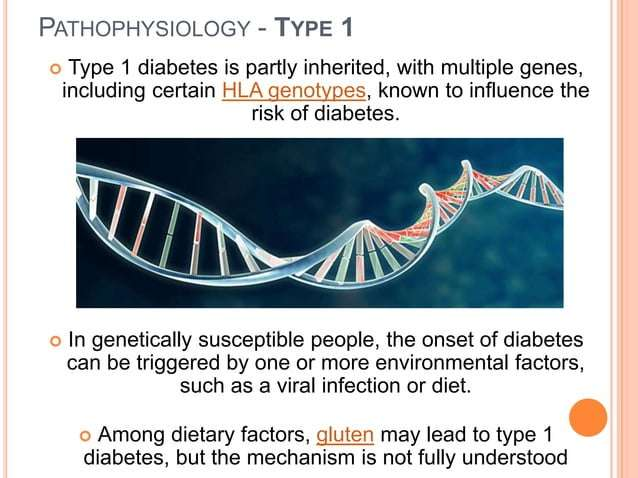 PATHOPHYSIOLOGY - TYPE 1
Type 1 diabetes is partly inherited, with multiple genes,
including certain HLA genotypes, known to influence the
risk of diabetes.
In genetically susceptible people, the onset of diabetes
can be triggered by one or more environmental factors,
such as a viral infection or diet.
Among dietary factors, gluten may lead to type 1
diabetes, but the mechanism is not fully understood